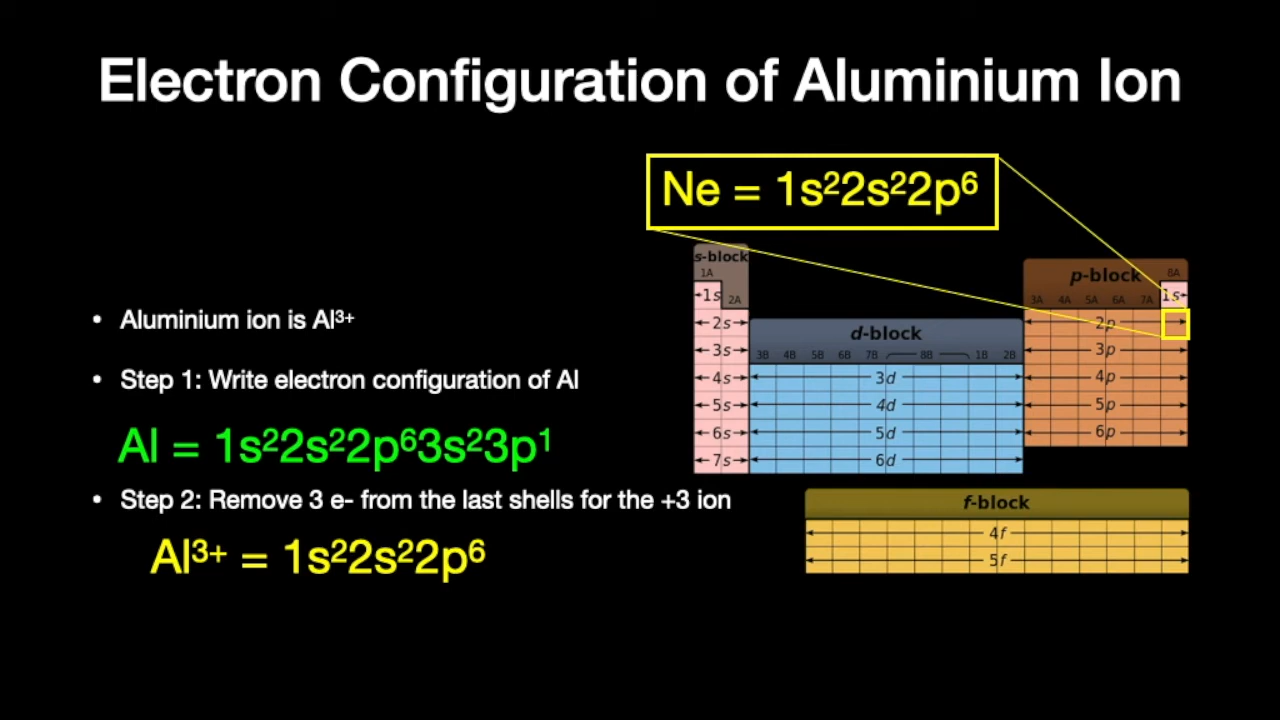 Electron Configuration of Aluminium Ion
Ne = 1s²2s²2p⁶
• Aluminium ion is Al³⁺
• Step 1: Write electron configuration of Al
Al = 1s²2s²2p⁶3s²3p¹
• Step 2: Remove 3 e- from the last shells for the +3 ion
Al³⁺ = 1s²2s²2p⁶
s-block
1A
1s
2A
2s
3s
4s
5s
6s
7s
d-block
3B 4B 5B 6B 7B 8B 1B 2B
3d
4d
5d
6d
p-block
8A
3A 4A 5A 6A 7A 1s
2p
3p
4p
5p
6p
f-block
4f
5f